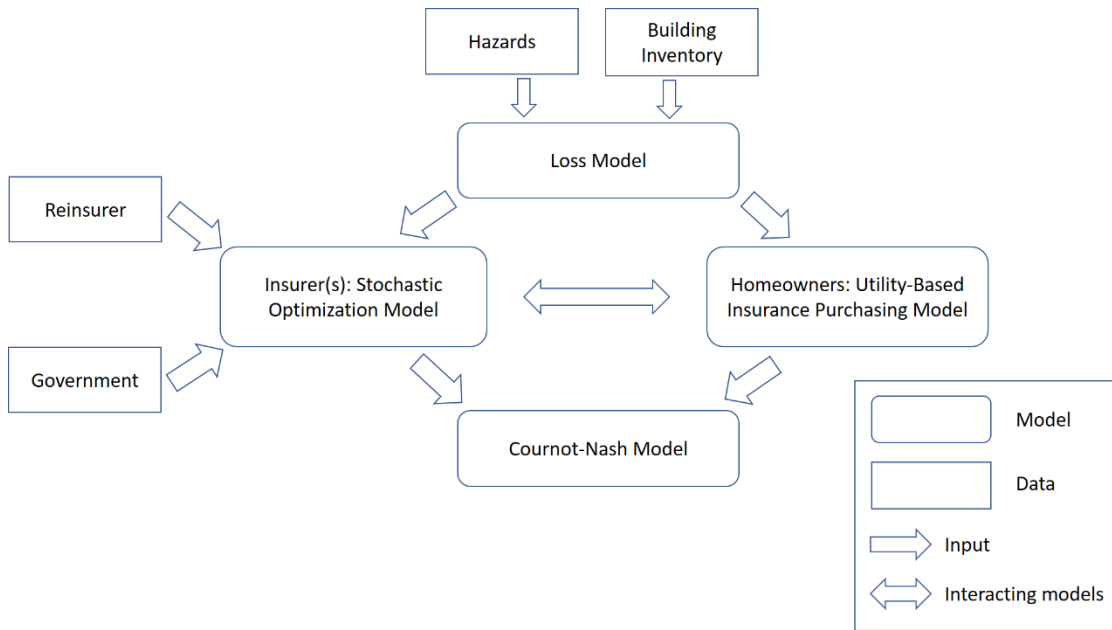 Hazards
Building
Inventory
Loss Model
Reinsurer
Insurer(s): Stochastic
Optimization Model
Homeowners: Utility-Based
Insurance Purchasing Model
Government
Cournot-Nash Model
Model
Data
Input
Interacting models